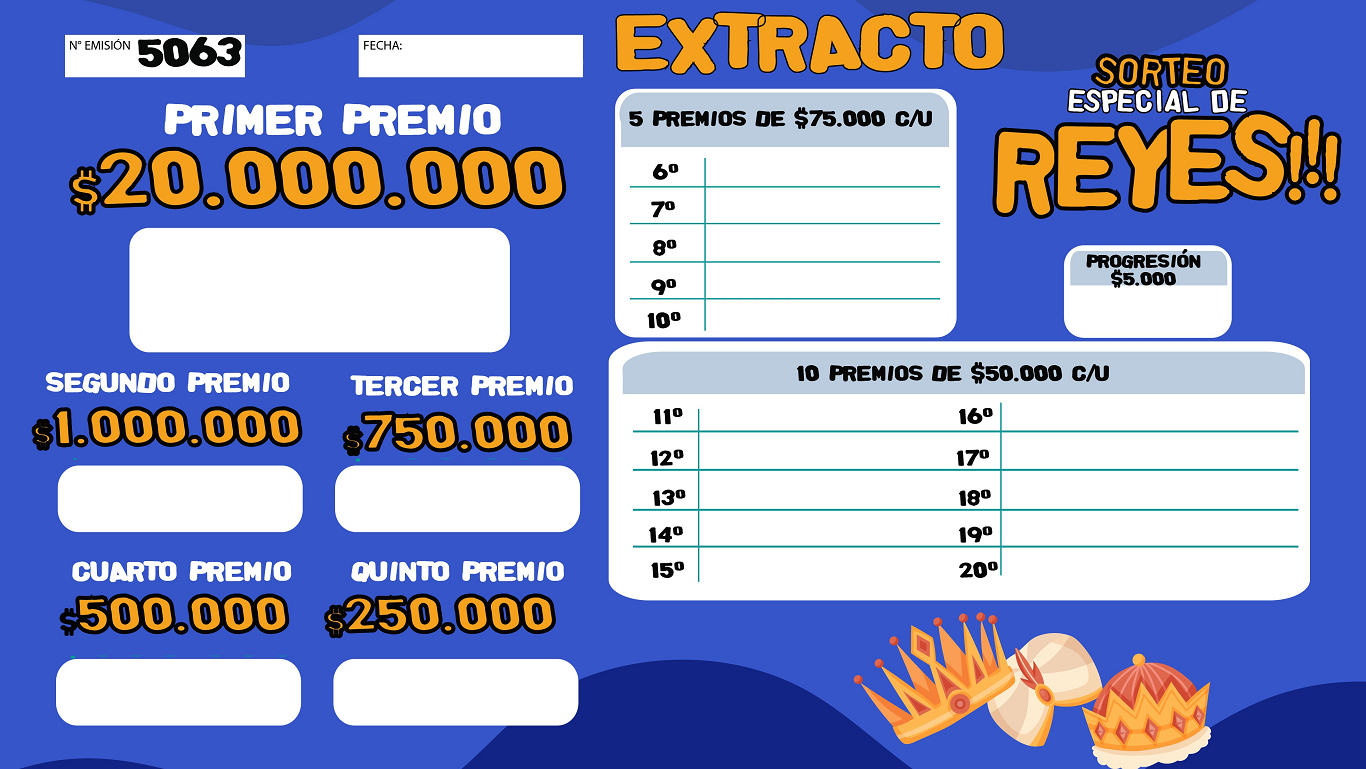 N° EMISIÓN 5063
FECHA:
PRIMER PREMIO
$20.000.000
SEGUNDO PREMIO
$1.000.000
TERCER PREMIO
$750.000
CUARTO PREMIO
$500.000
QUINTO PREMIO
$250.000
EXTRACTO
SORTEO
ESPECIAL DE
REYES!!!
5 PREMIOS DE $75.000 C/U
6º
7º
8º
9º
10º
PROGRESIÓN
$5.000
10 PREMIOS DE $50.000 C/U
11º 16º
12º 17º
13º 18º
14º 19º
15º 20º